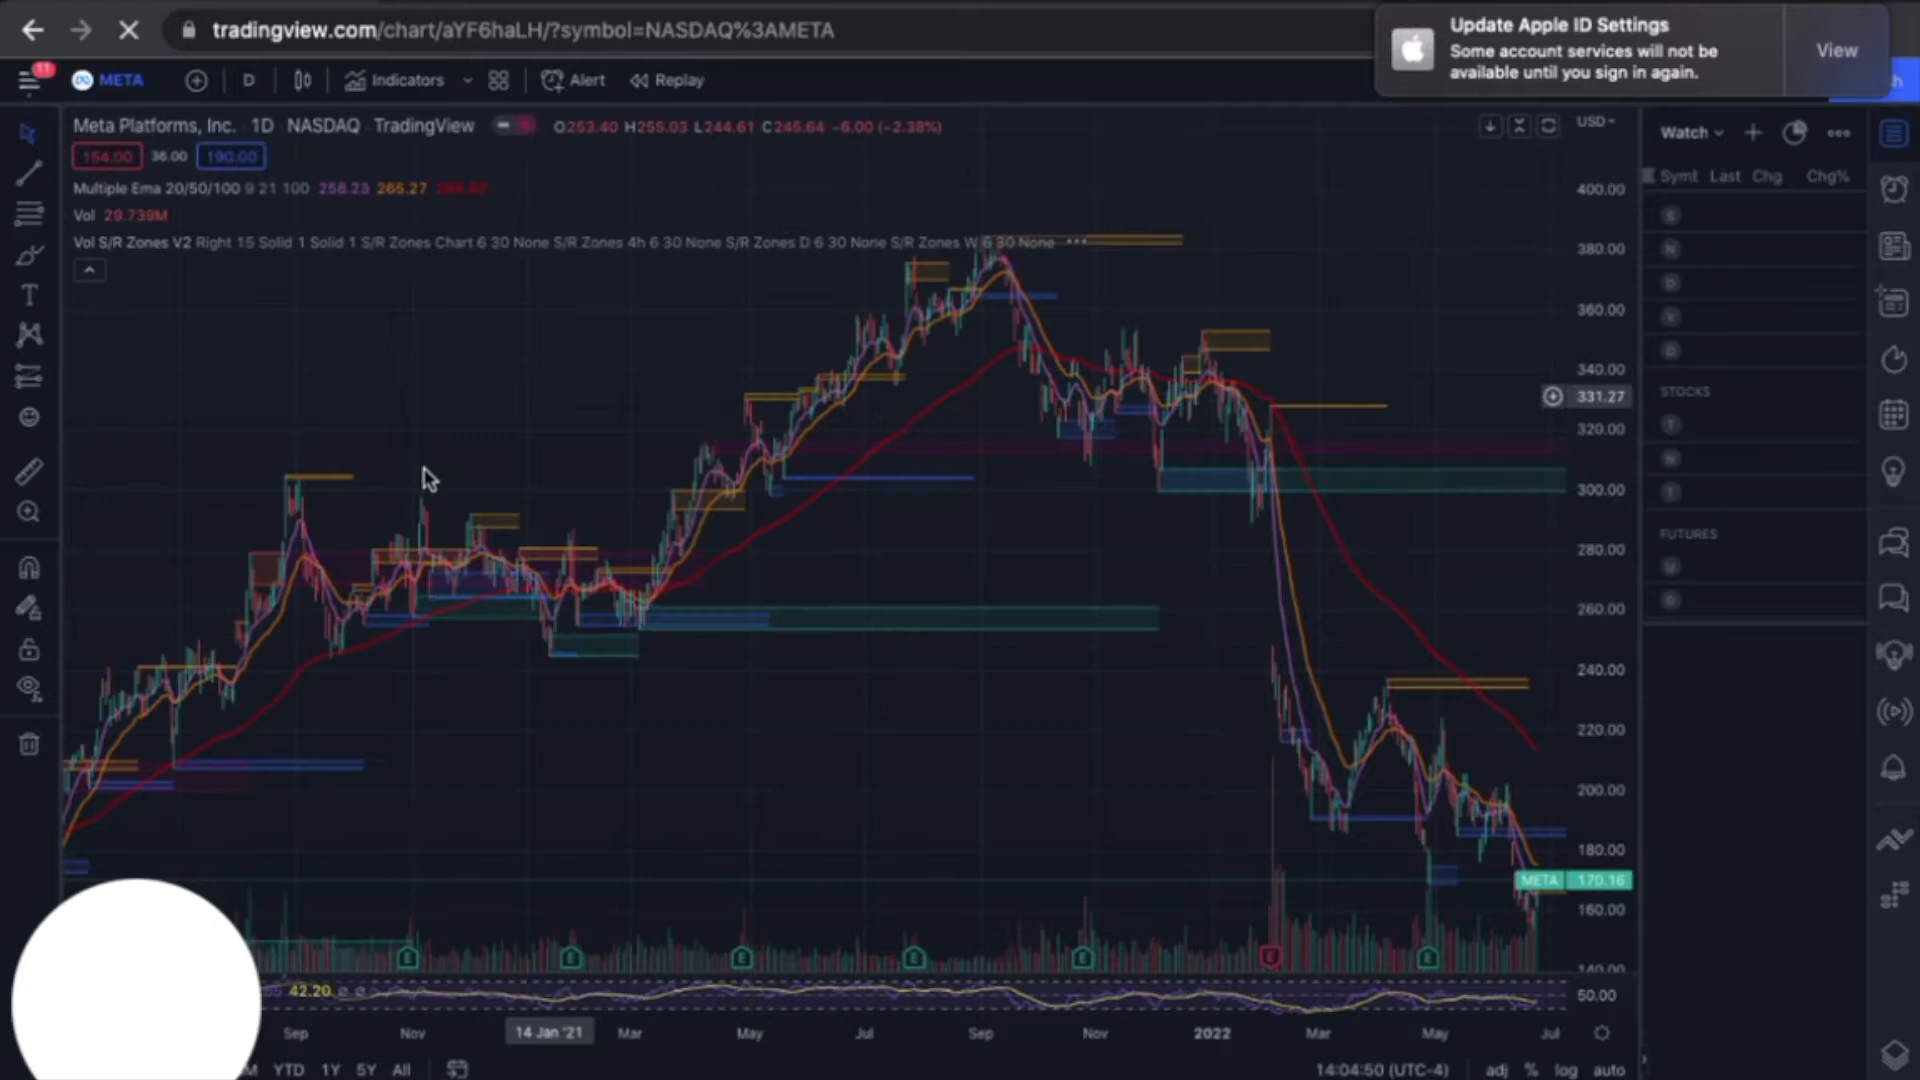 tradingview.com/chart/aYF6haLH/?symbol=NASDAQ%3AMETA
Update Apple ID Settings
Some account services will not be
available until you sign in again.
View
11
META
D
Indicators
Alert
Replay
Meta Platforms, Inc. · 1D · NASDAQ · TradingView
O253.40 H255.03 L244.61 C245.64 -6.00 (-2.38%)
USD
154.00 36.00 190.00
Multiple Ema 20/50/100 9 21 100 258.23 265.27
Vol 29.739M
Vol S/R Zones V2 Right 15 Solid 1 Solid 1 S/R Zones Chart 6 30 None S/R Zones 4h 6 30 None S/R Zones D 6 30 None S/R Zones W 6 30 None
Watch
Last Chg Chg%
STOCKS
FUTURES
400.00
380.00
360.00
340.00
331.27
320.00
300.00
280.00
260.00
240.00
220.00
200.00
180.00
META 170.16
160.00
140.00
E E E E E E E
42.20
50.00
Sep Nov 14 Jan '21 Mar May Jul Sep Nov 2022 Mar May Jul
YTD 1Y 5Y All
14:04:50 (UTC-4) adj % log auto